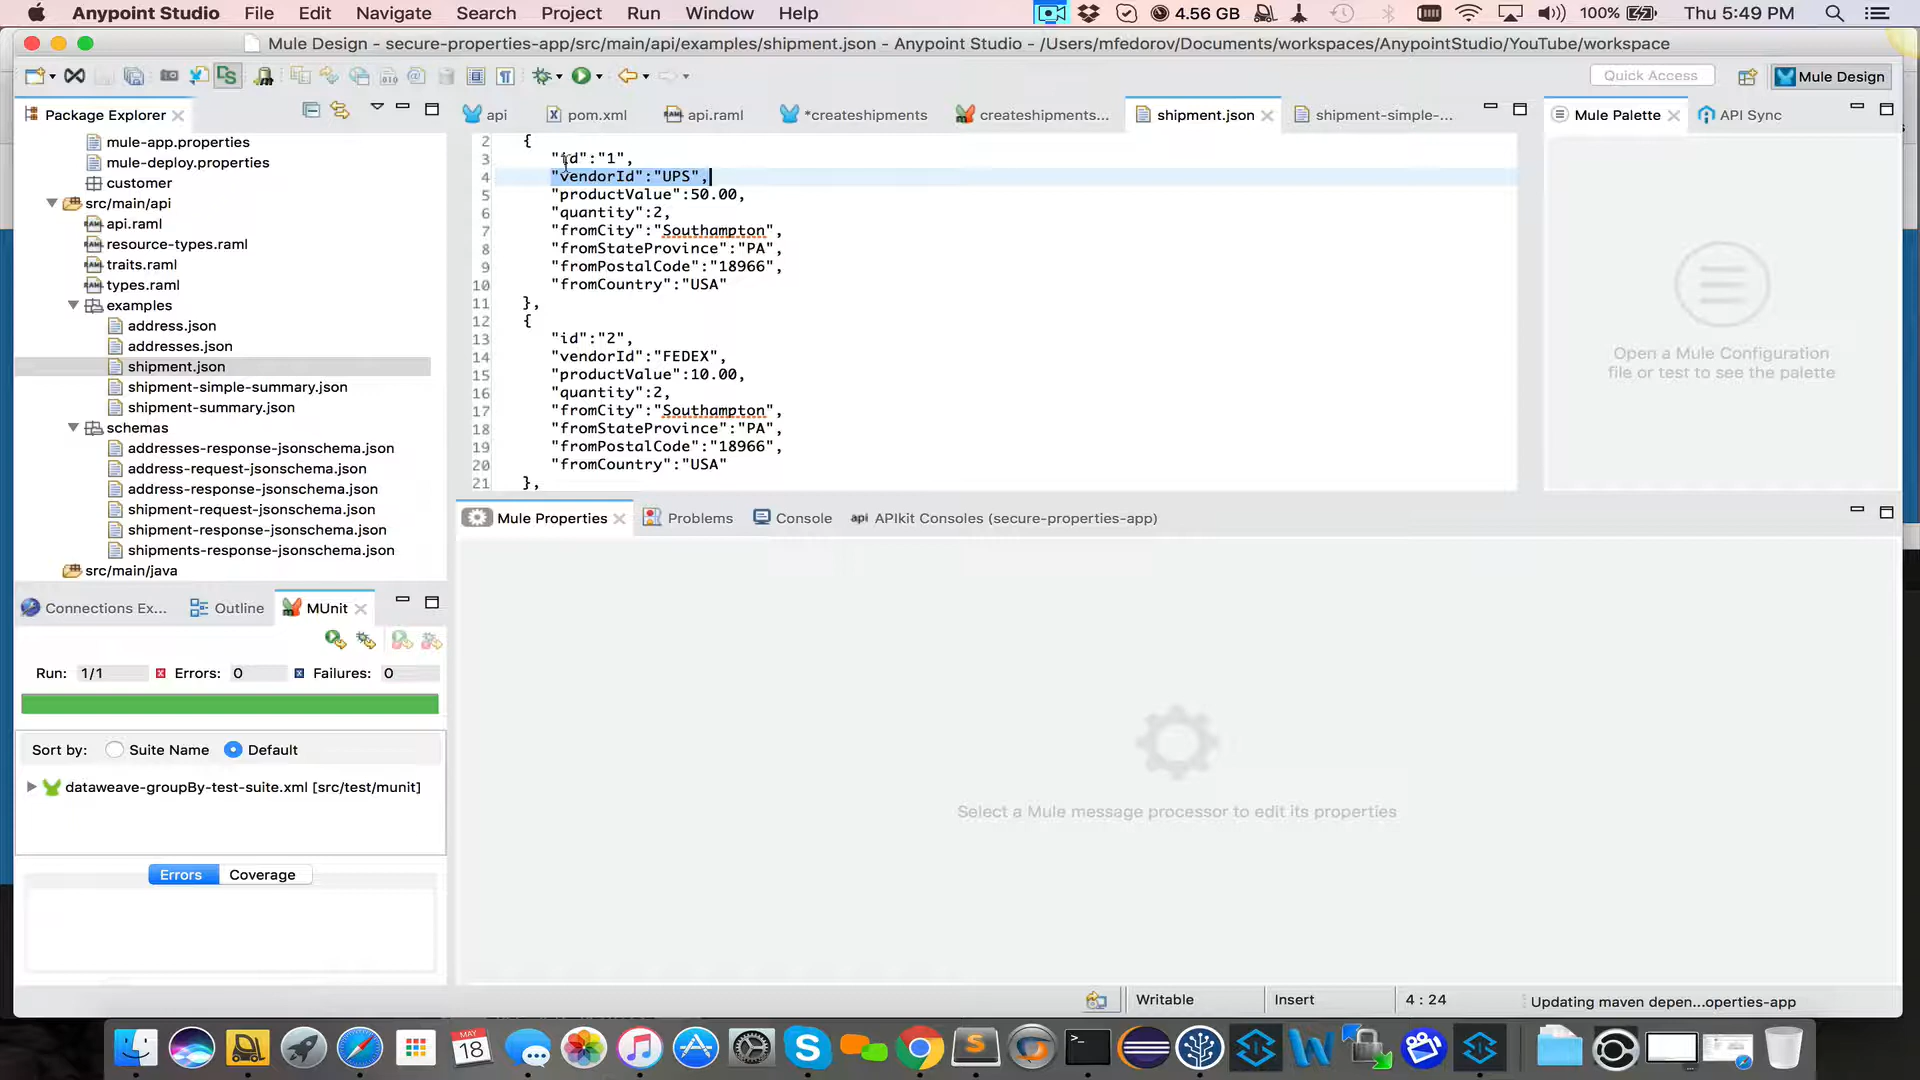 Anypoint Studio File Edit Navigate Search Project Run Window Help 4.56 GB 100% Thu 5:49 PM
Mule Design - secure-properties-app/src/main/api/examples/shipment.json - Anypoint Studio - /Users/mfedorov/Documents/workspaces/AnypointStudio/YouTube/workspace
Quick Access Mule Design
Package Explorer
mule-app.properties
mule-deploy.properties
customer
src/main/api
api.raml
resource-types.raml
traits.raml
types.raml
examples
address.json
addresses.json
shipment.json
shipment-simple-summary.json
shipment-summary.json
schemas
addresses-response-jsonschema.json
address-request-jsonschema.json
address-response-jsonschema.json
shipment-request-jsonschema.json
shipment-response-jsonschema.json
shipments-response-jsonschema.json
src/main/java
api pom.xml api.raml *createshipments createshipments... shipment.json shipment-simple-...
2 {
3 "id":"1",
4 "vendorId":"UPS",
5 "productValue":50.00,
6 "quantity":2,
7 "fromCity":"Southampton",
8 "fromStateProvince":"PA",
9 "fromPostalCode":"18966",
10 "fromCountry":"USA"
11 },
12 {
13 "id":"2",
14 "vendorId":"FEDEX",
15 "productValue":10.00,
16 "quantity":2,
17 "fromCity":"Southampton",
18 "fromStateProvince":"PA",
19 "fromPostalCode":"18966",
20 "fromCountry":"USA"
21 },
Mule Palette API Sync
Open a Mule Configuration
file or test to see the palette
Mule Properties Problems Console api APIkit Consoles (secure-properties-app)
Select a Mule message processor to edit its properties
Connections Ex... Outline MUnit
Run: 1/1 Errors: 0 Failures: 0
Sort by: Suite Name Default
dataweave-groupBy-test-suite.xml [src/test/munit]
Errors Coverage
Writable Insert 4 : 24 Updating maven depen...operties-app
MAY
18